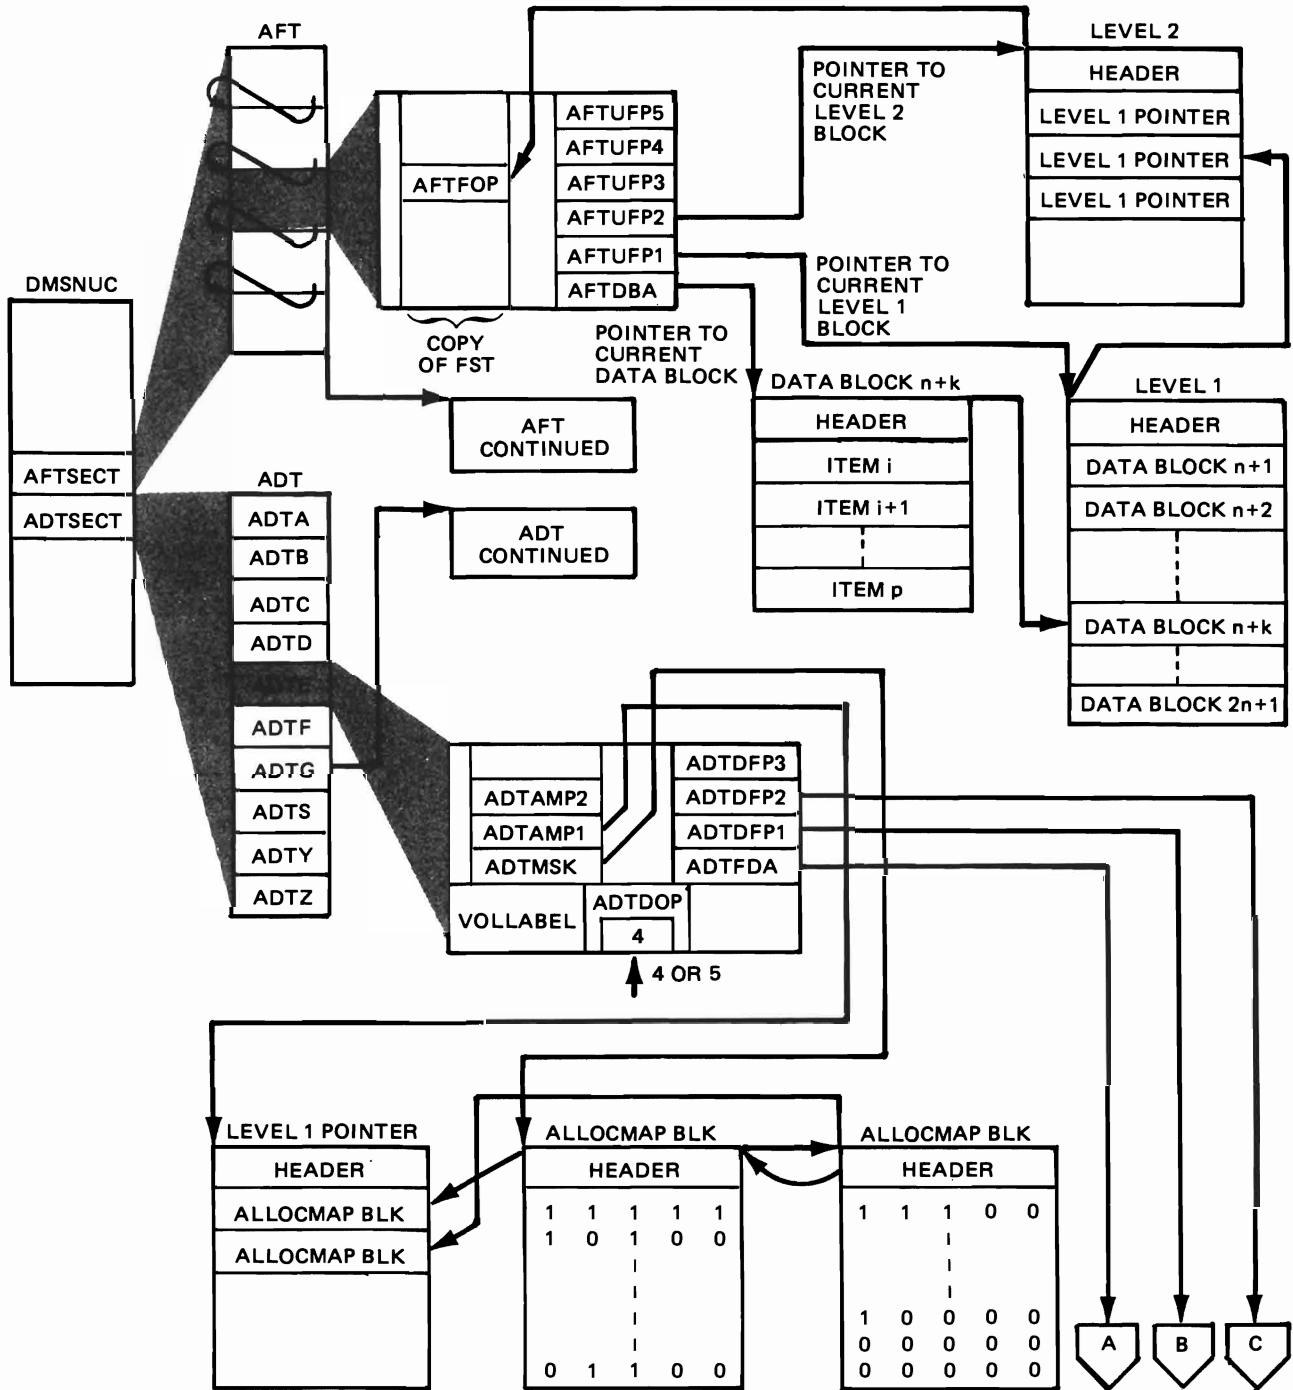 AFT
LEVEL 2
HEADER
LEVEL 1 POINTER
LEVEL 1 POINTER
LEVEL 1 POINTER
POINTER TO
CURRENT
LEVEL 2
BLOCK
AFTUFP5
AFTUFP4
AFTUFP3
AFTUFP2
AFTUFP1
AFTDBA
AFTFOP
COPY
OF FST
POINTER TO
CURRENT
LEVEL 1
BLOCK
POINTER TO
CURRENT
DATA BLOCK
DMSNUC
AFTSECT
ADTSECT
AFT
CONTINUED
DATA BLOCK n+k
HEADER
ITEM i
ITEM i+1
ITEM p
LEVEL 1
HEADER
DATA BLOCK n+1
DATA BLOCK n+2
DATA BLOCK n+k
DATA BLOCK 2n+1
ADT
ADTA
ADTB
ADTC
ADTD
ADTF
ADTG
ADTS
ADTY
ADTZ
ADT
CONTINUED
ADTAMP2
ADTAMP1
ADTMSK
ADTDFP3
ADTDFP2
ADTDFP1
ADTFDA
VOLLABEL
ADTDOP
4
4 OR 5
LEVEL 1 POINTER
HEADER
ALLOCMAP BLK
ALLOCMAP BLK
ALLOCMAP BLK
HEADER
1 1 1 1 1
1 0 1 0 0
0 1 1 0 0
ALLOCMAP BLK
HEADER
1 1 1 0 0
1 0 0 0 0
0 0 0 0 0
0 0 0 0 0
A
B
C